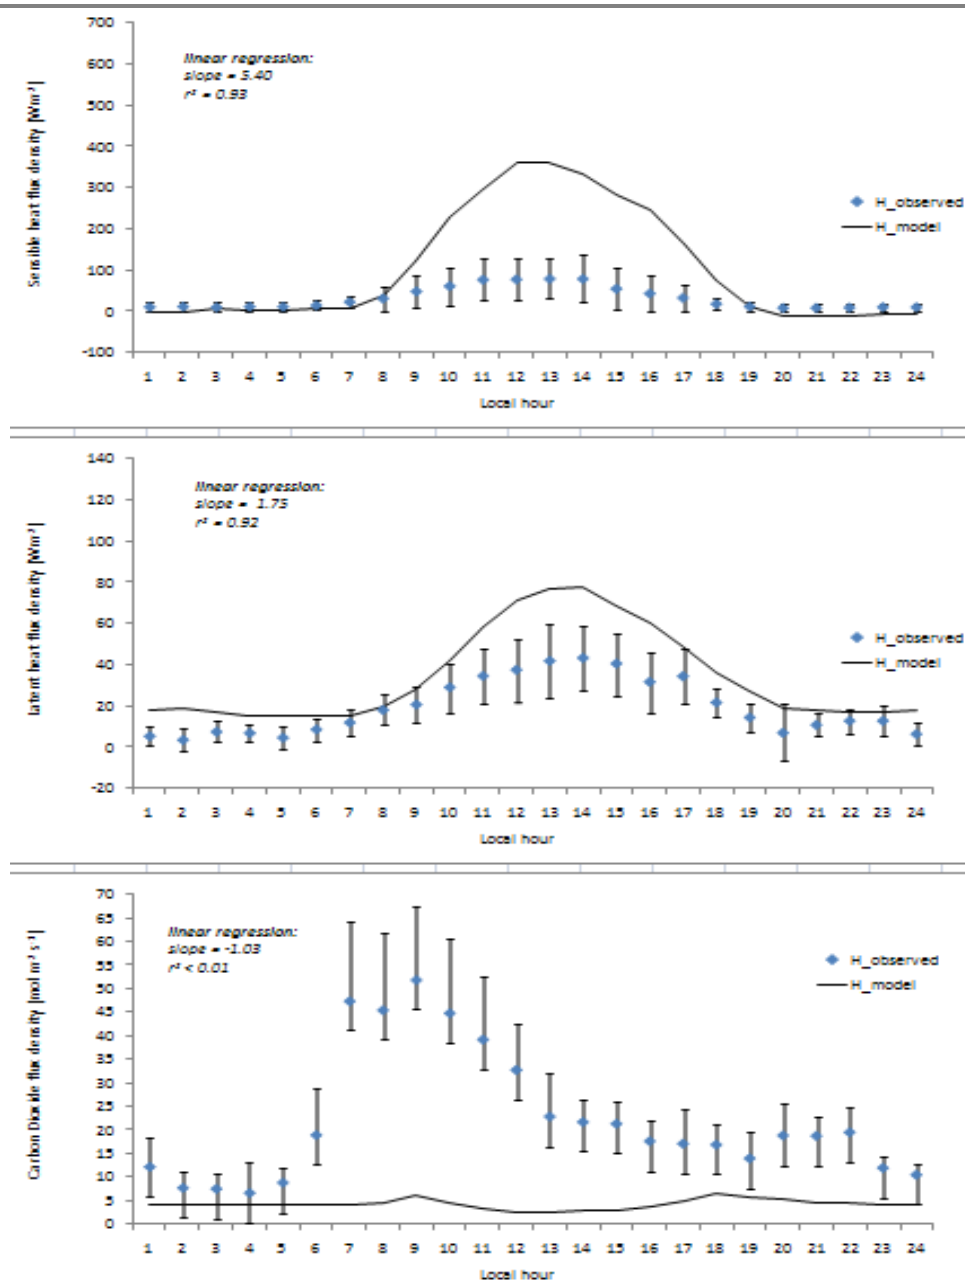 700
600
500
400
300
200
100
0
-100
Sensible heat flux density [Wm⁻²]
linear regression:
slope = 5.40
r² = 0.93
H_observed
H_model
1 2 3 4 5 6 7 8 9 10 11 12 13 14 15 16 17 18 19 20 21 22 23 24
Local hour
140
120
100
80
60
40
20
0
-20
Latent heat flux density [Wm⁻²]
linear regression:
slope = 1.75
r² = 0.92
H_observed
H_model
1 2 3 4 5 6 7 8 9 10 11 12 13 14 15 16 17 18 19 20 21 22 23 24
Local hour
70
65
60
55
50
45
40
35
30
25
20
15
10
5
0
Carbon Dioxide flux density [mol m⁻² s⁻¹]
linear regression:
slope = -1.03
r² < 0.01
H_observed
H_model
1 2 3 4 5 6 7 8 9 10 11 12 13 14 15 16 17 18 19 20 21 22 23 24
Local hour